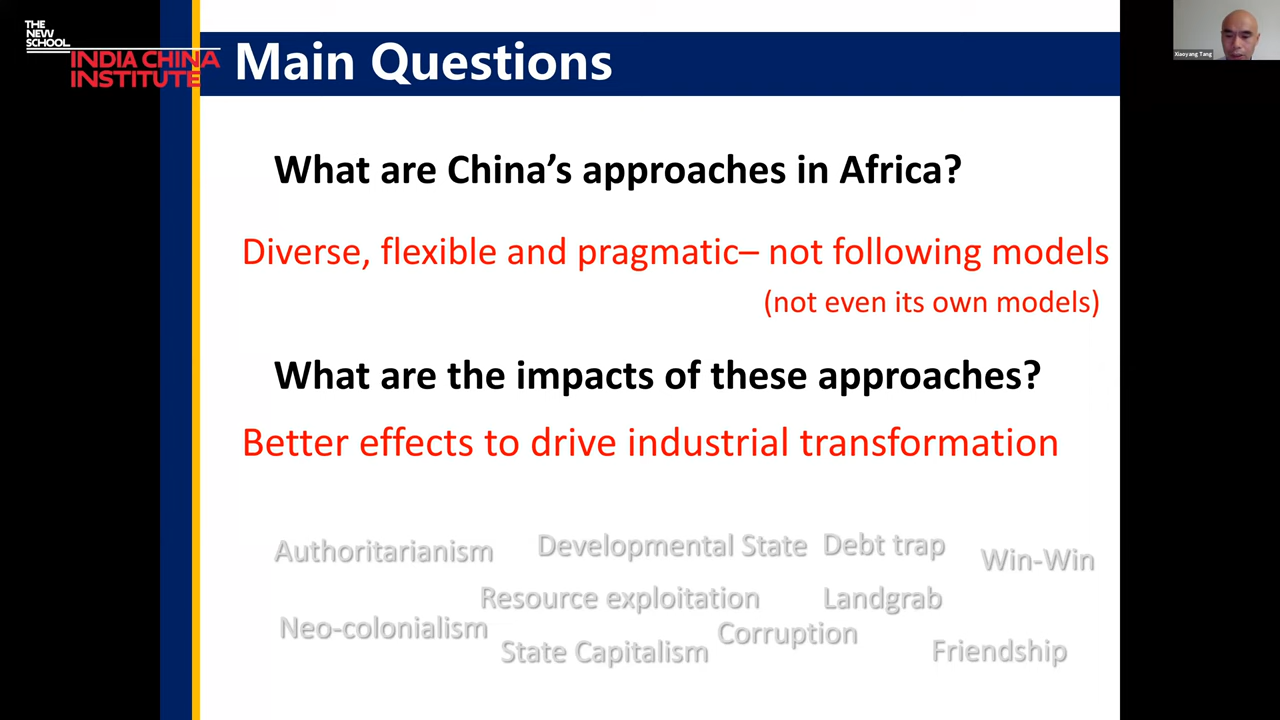 THE
NEW
SCHOOL
INDIA CHINA
INSTITUTE
Main Questions
Xiaoyang Tang
What are China’s approaches in Africa?
Diverse, flexible and pragmatic– not following models
(not even its own models)
What are the impacts of these approaches?
Better effects to drive industrial transformation
Authoritarianism
Developmental State
Debt trap
Win-Win
Resource exploitation
Landgrab
Neo-colonialism
State Capitalism
Corruption
Friendship